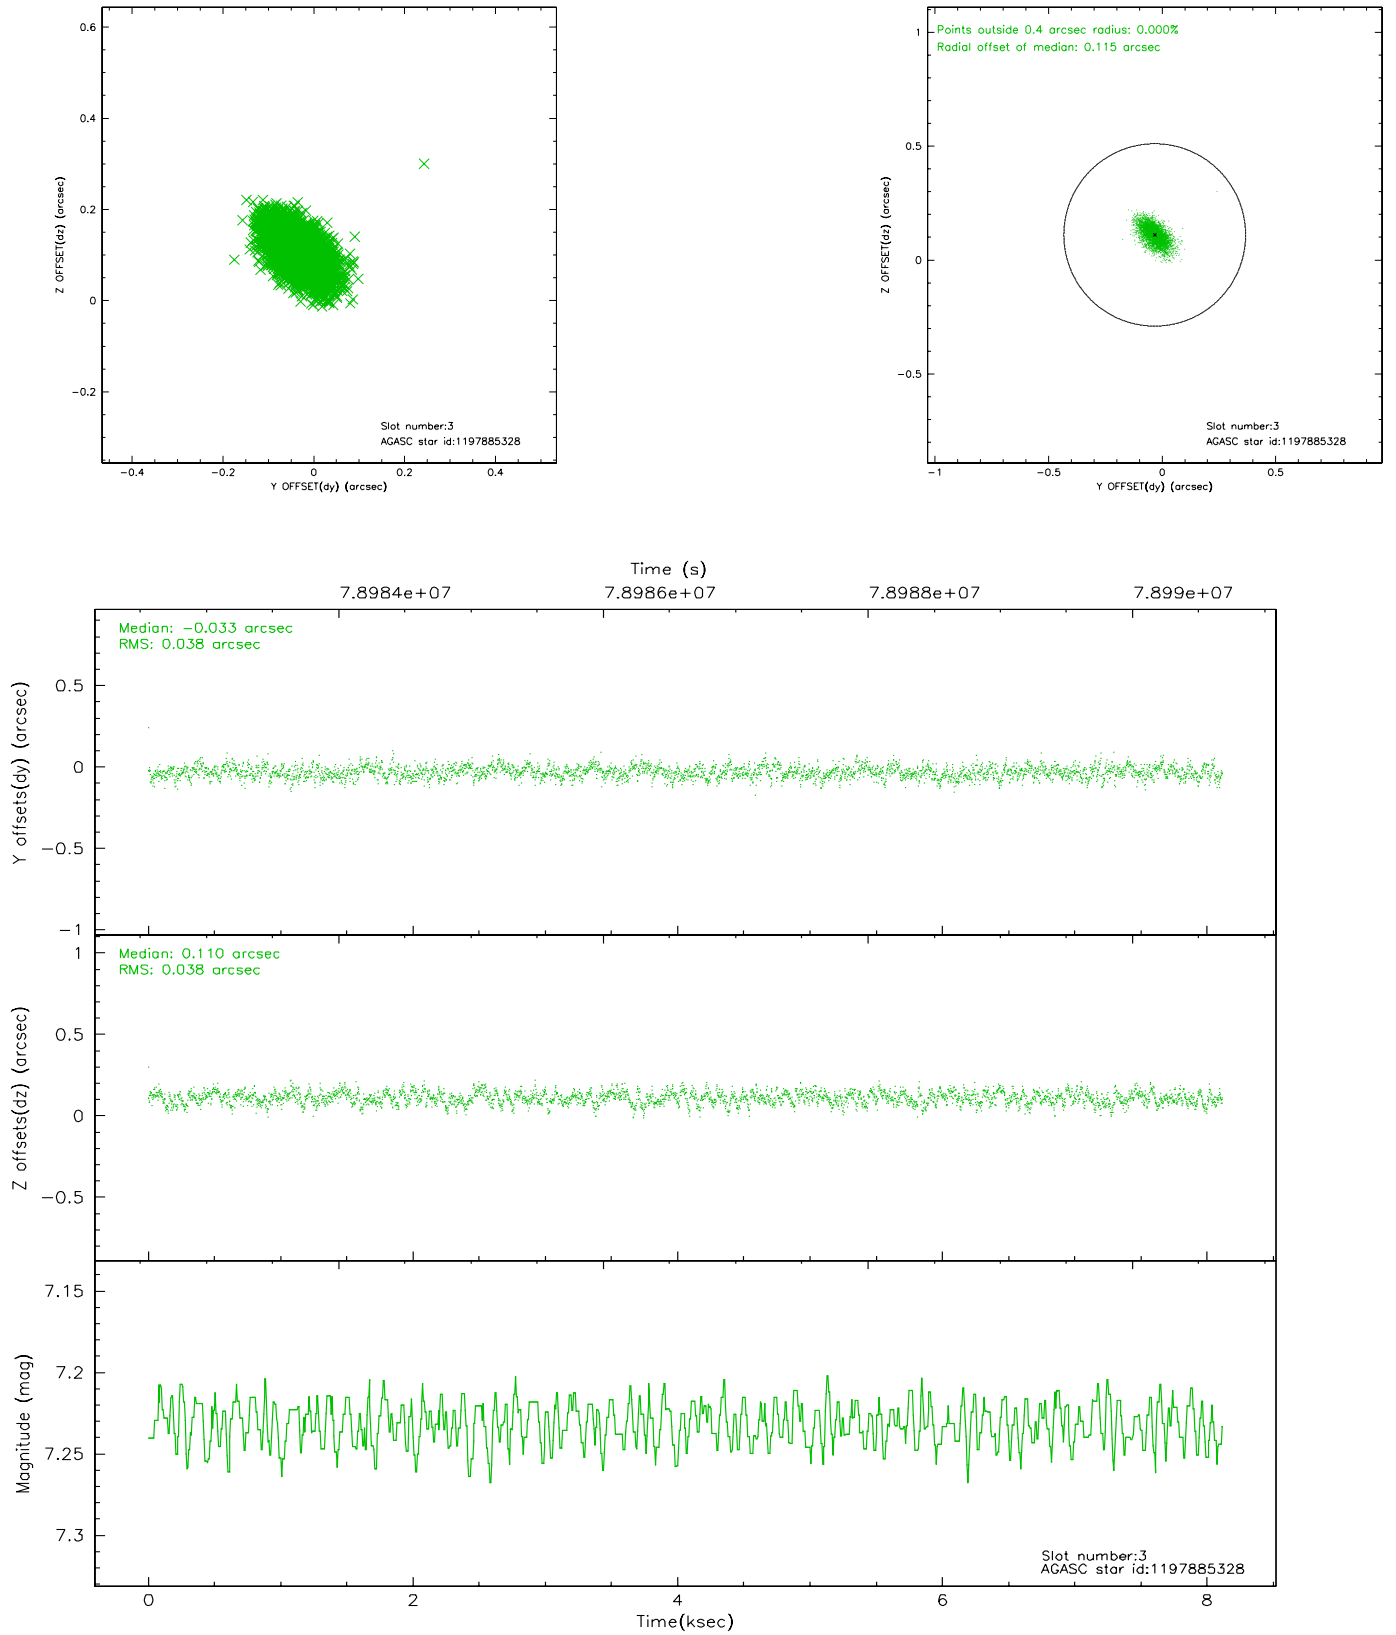 0.6
0.4
0.2
0
−0.2
Z OFFSET(dz) (arcsec)
Slot number:3
AGASC star id:1197885328
−0.4 −0.2 0 0.2 0.4
Y OFFSET(dy) (arcsec)
Points outside 0.4 arcsec radius: 0.000%
Radial offset of median: 0.115 arcsec
1
0.5
0
−0.5
Z OFFSET(dz) (arcsec)
Slot number:3
AGASC star id:1197885328
−1 −0.5 0 0.5
Y OFFSET(dy) (arcsec)
Time (s)
7.8984e+07 7.8986e+07 7.8988e+07 7.899e+07
Median: −0.033 arcsec
RMS: 0.038 arcsec
0.5
0
−0.5
−1
Y offsets(dy) (arcsec)
Median: 0.110 arcsec
RMS: 0.038 arcsec
1
0.5
0
−0.5
Z offsets(dz) (arcsec)
7.15
7.2
7.25
7.3
Magnitude (mag)
Slot number:3
AGASC star id:1197885328
0 2 4 6 8
Time(ksec)